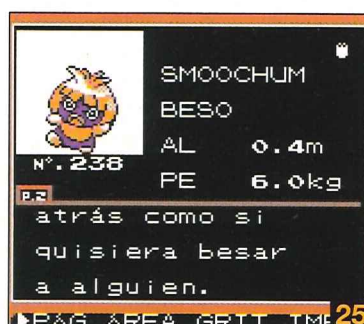 SMOOCHUM
BESO
AL 0.4m
Nº.238
PE 6.0kg
P.2
atrás como si
quisiera besar
a alguien.
▶PÁG ÁREA GRIT IMP
25